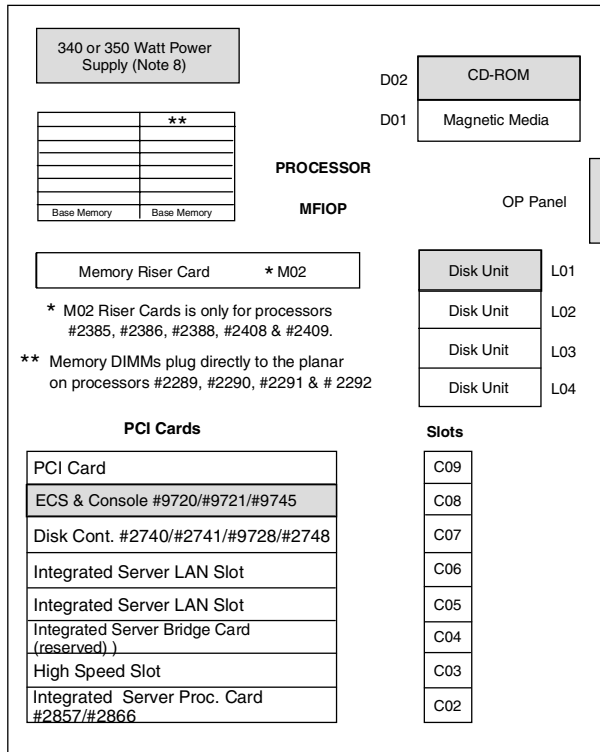 340 or 350 Watt Power
Supply (Note 8)
D02 CD-ROM
D01 Magnetic Media
**
PROCESSOR
MFIOP
Base Memory Base Memory
OP Panel
Memory Riser Card * M02
* M02 Riser Cards is only for processors
#2385, #2386, #2388, #2408 & #2409.
** Memory DIMMs plug directly to the planar
on processors #2289, #2290, #2291 & # 2292
Disk Unit L01
Disk Unit L02
Disk Unit L03
Disk Unit L04
PCI Cards Slots
PCI Card C09
ECS & Console #9720/#9721/#9745 C08
Disk Cont. #2740/#2741/#9728/#2748 C07
Integrated Server LAN Slot C06
Integrated Server LAN Slot C05
Integrated Server Bridge Card
(reserved) ) C04
High Speed Slot C03
Integrated Server Proc. Card
#2857/#2866 C02